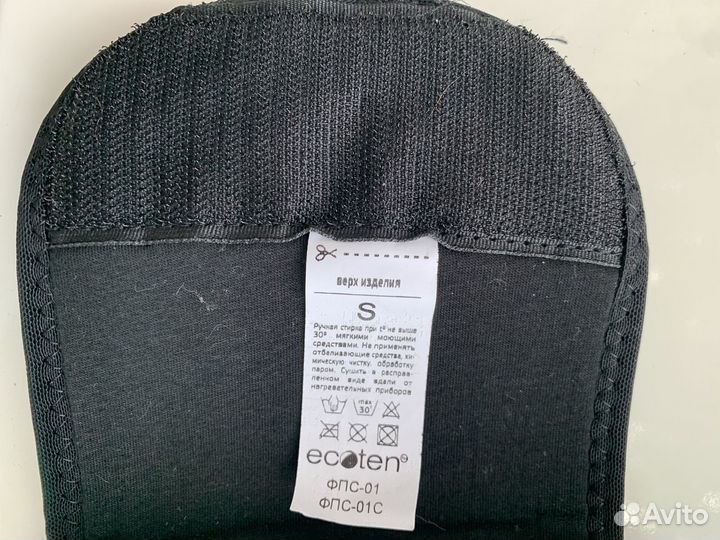 верх изделия
S
Ручная стирка при t° не выше
30° мягкими моющими
средствами. Не применять
отбеливающие средства, хи-
мическую чистку, обработку
паром. Сушить в расправ-
ленном виде вдали от
нагревательных приборов
max
30°
ecoten
ФПС-01
ФПС-01С
Avito